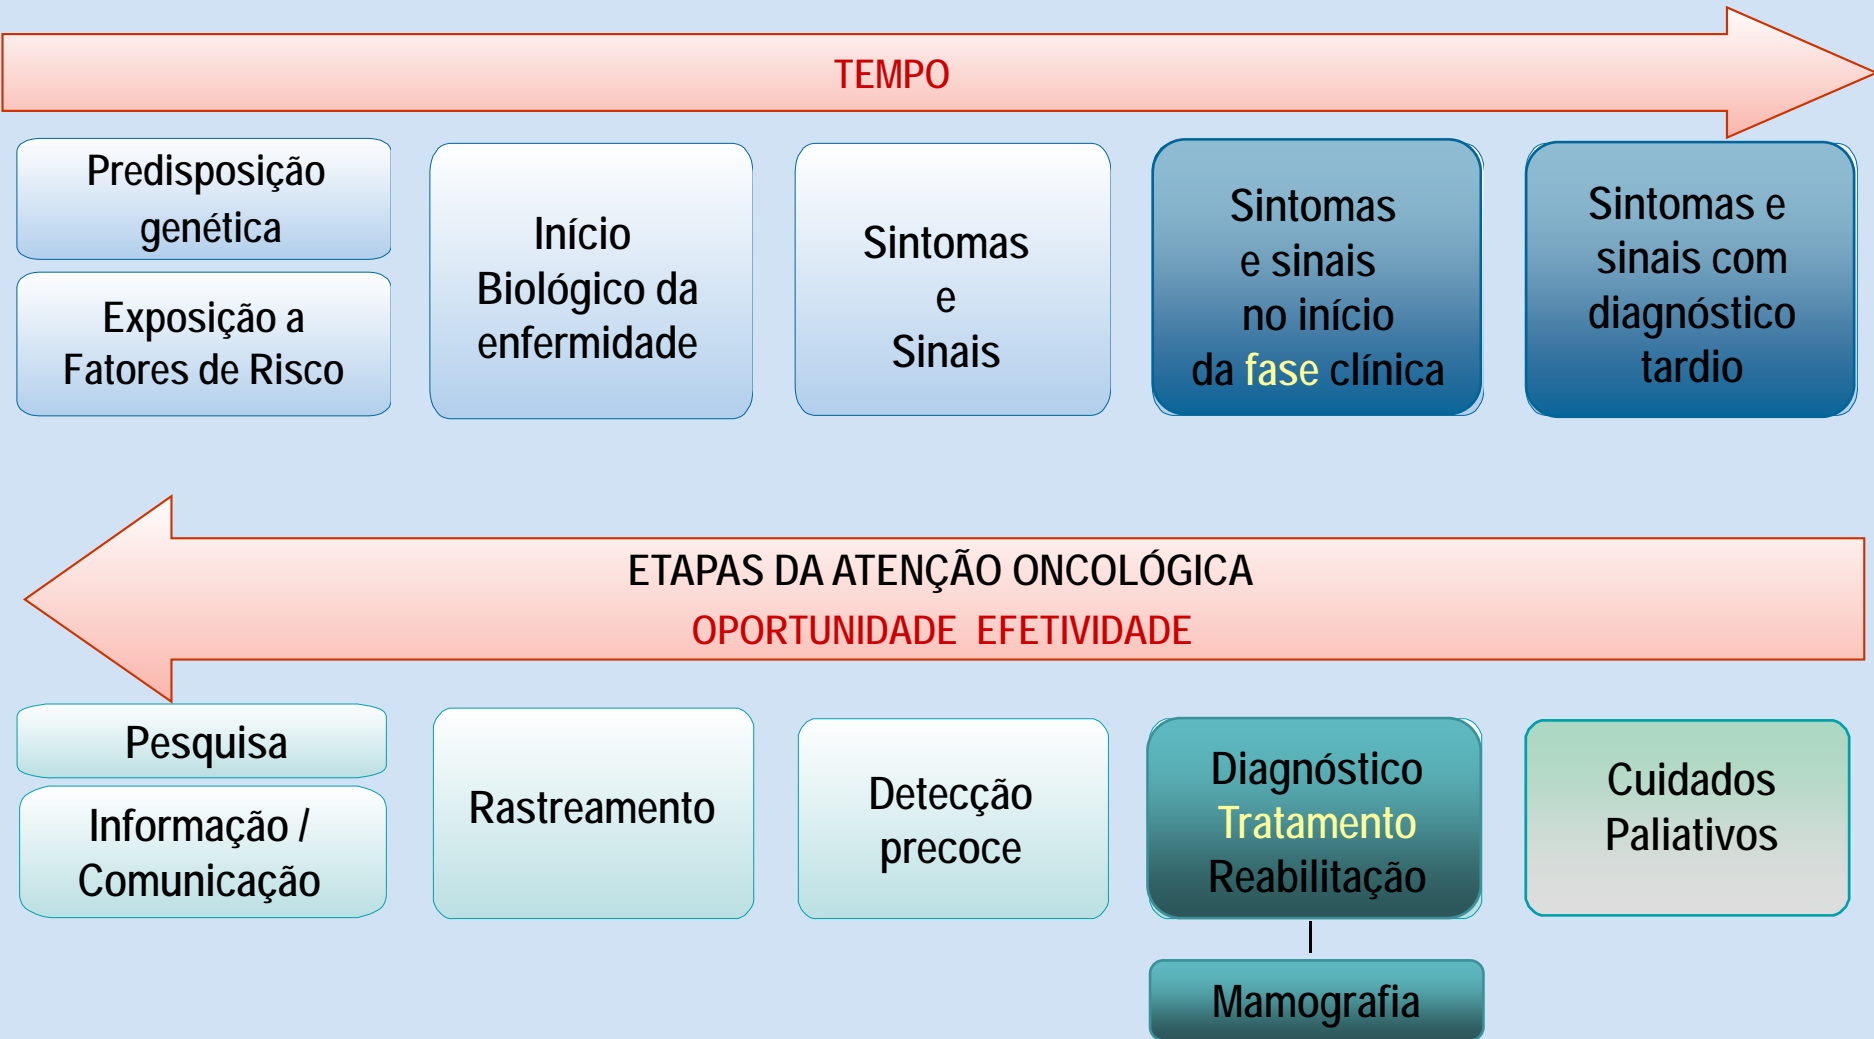 TEMPO
Predisposição
genética
Exposição a
Fatores de Risco
Início
Biológico da
enfermidade
Sintomas
e
Sinais
Sintomas
e sinais
no início
da fase clínica
Sintomas e
sinais com
diagnóstico
tardio
ETAPAS DA ATENÇÃO ONCOLÓGICA
OPORTUNIDADE EFETIVIDADE
Pesquisa
Informação /
Comunicação
Rastreamento
Detecção
precoce
Diagnóstico
Tratamento
Reabilitação
Mamografia
Cuidados
Paliativos